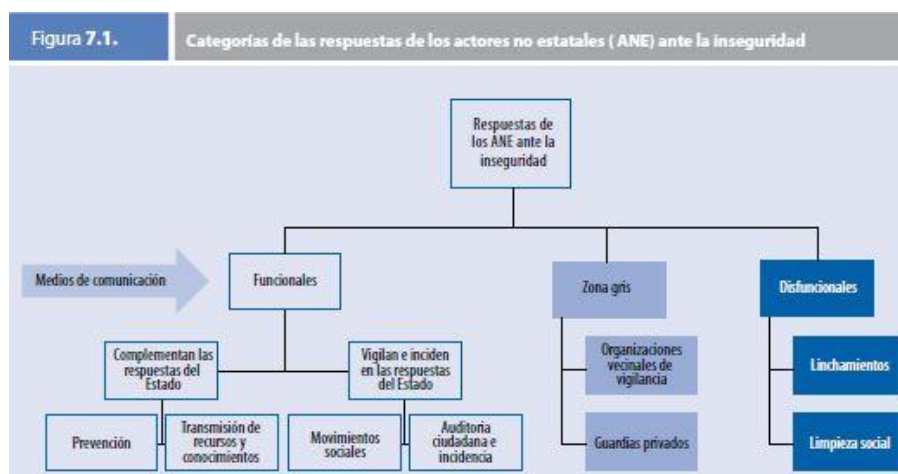 Figura 7.1.
Categorías de las respuestas de los actores no estatales ( ANE) ante la inseguridad
Respuestas de
los ANE ante la
inseguridad
Medios de comunicación
Funcionales
Zona gris
Disfuncionales
Complementan las
respuestas del
Estado
Vigilan e inciden
en las respuestas
del Estado
Organizaciones
vecinales de
vigilancia
Linchamientos
Prevención
Transmisión de
recursos y
conocimientos
Movimientos
sociales
Auditoria
ciudadana e
incidencia
Guardias privados
Limpieza social